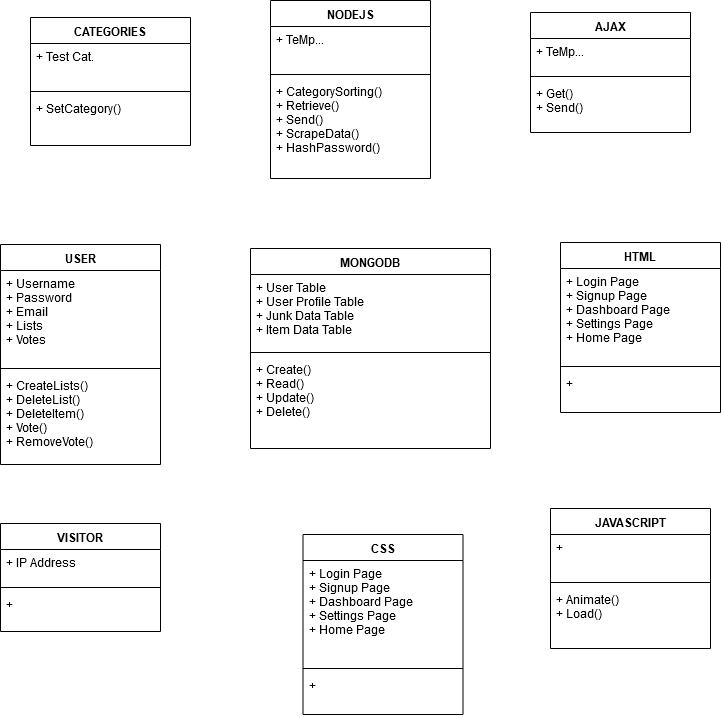 CATEGORIES
+ Test Cat.
+ SetCategory()
NODEJS
+ TeMp...
+ CategorySorting()
+ Retrieve()
+ Send()
+ ScrapeData()
+ HashPassword()
AJAX
+ TeMp...
+ Get()
+ Send()
USER
+ Username
+ Password
+ Email
+ Lists
+ Votes
+ CreateLists()
+ DeleteList()
+ DeleteItem()
+ Vote()
+ RemoveVote()
MONGODB
+ User Table
+ User Profile Table
+ Junk Data Table
+ Item Data Table
+ Create()
+ Read()
+ Update()
+ Delete()
HTML
+ Login Page
+ Signup Page
+ Dashboard Page
+ Settings Page
+ Home Page
+
VISITOR
+ IP Address
+
CSS
+ Login Page
+ Signup Page
+ Dashboard Page
+ Settings Page
+ Home Page
+
JAVASCRIPT
+
+ Animate()
+ Load()